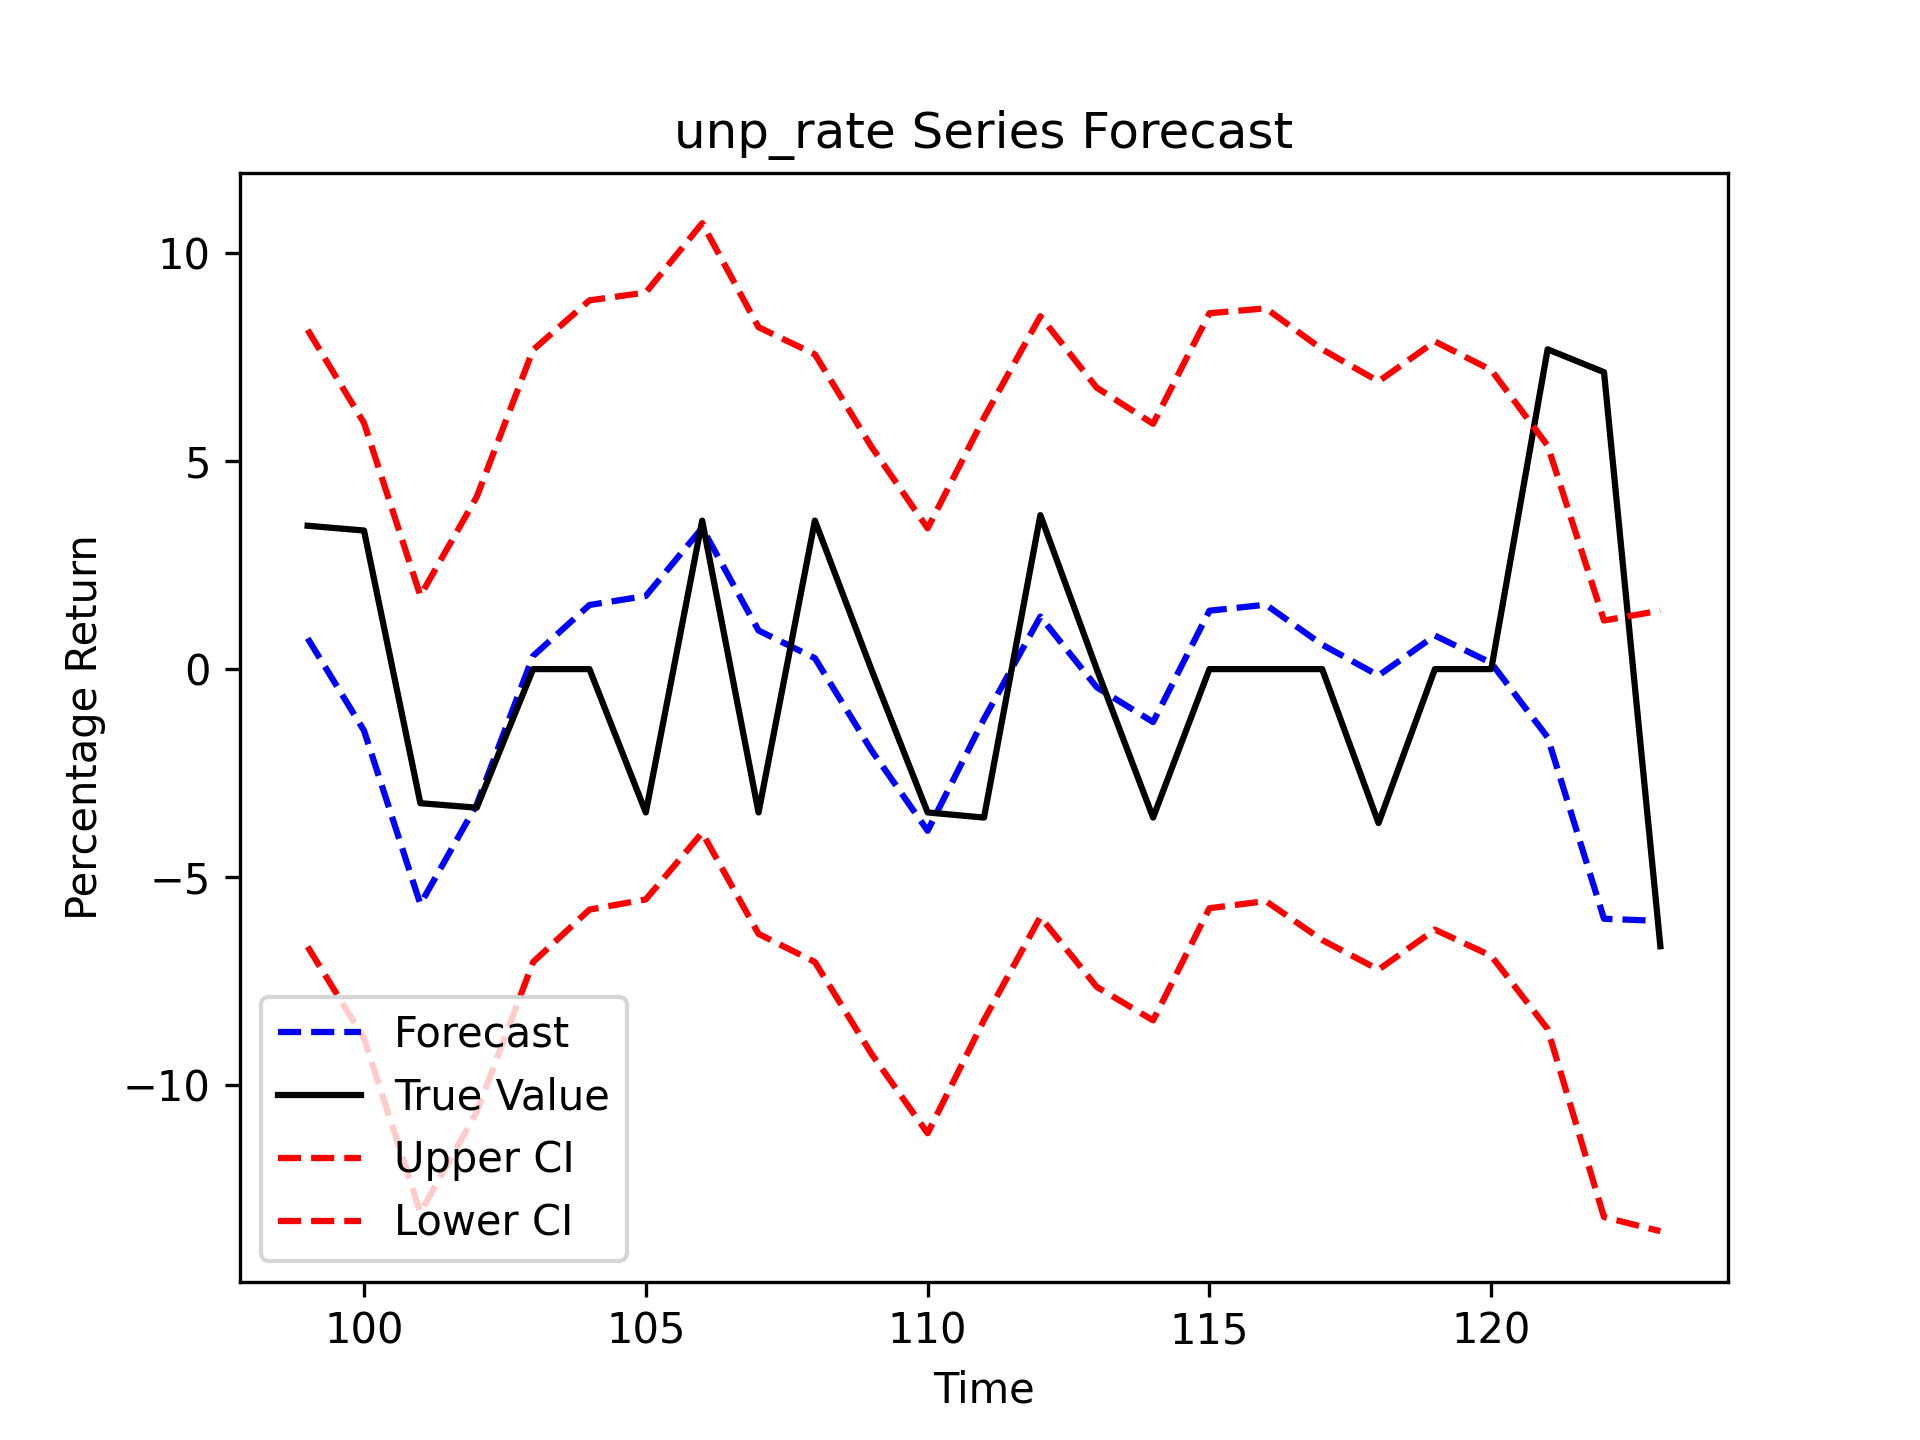 unp_rate Series Forecast
Percentage Return
10
5
0
−5
−10
Forecast
True Value
Upper CI
Lower CI
100 105 110 115 120
Time